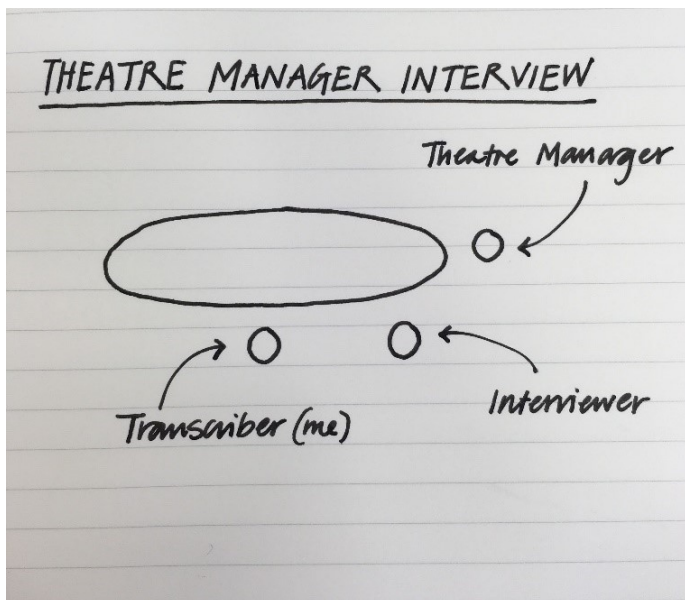 THEATRE MANAGER INTERVIEW
Theatre Manager
Interviewer
Transcriber (me)